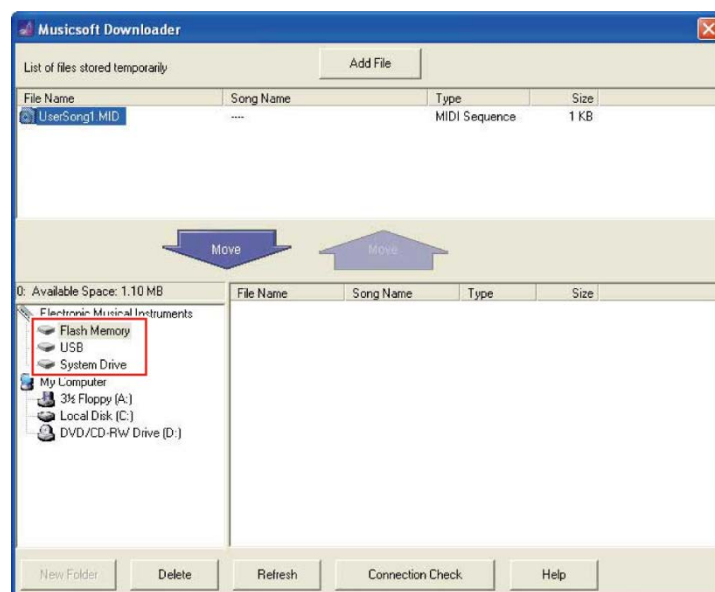 Musicsoft Downloader
List of files stored temporarily
Add File
File Name Song Name Type Size
UserSong1.MID ---- MIDI Sequence 1 KB
Move Move
0: Available Space: 1.10 MB
File Name Song Name Type Size
Electronic Musical Instruments
Flash Memory
USB
System Drive
My Computer
3½ Floppy (A:)
Local Disk (C:)
DVD/CD-RW Drive (D:)
New Folder Delete Refresh Connection Check Help